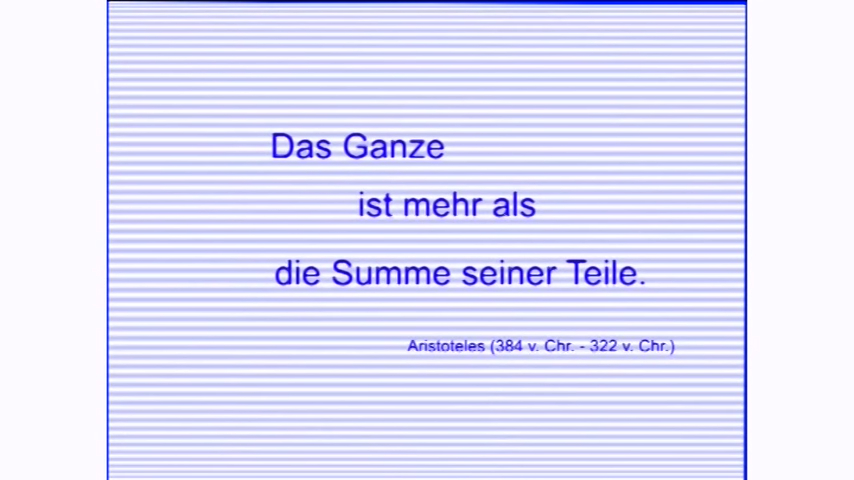 Das Ganze
ist mehr als
die Summe seiner Teile.
Aristoteles (384 v. Chr. - 322 v. Chr.)